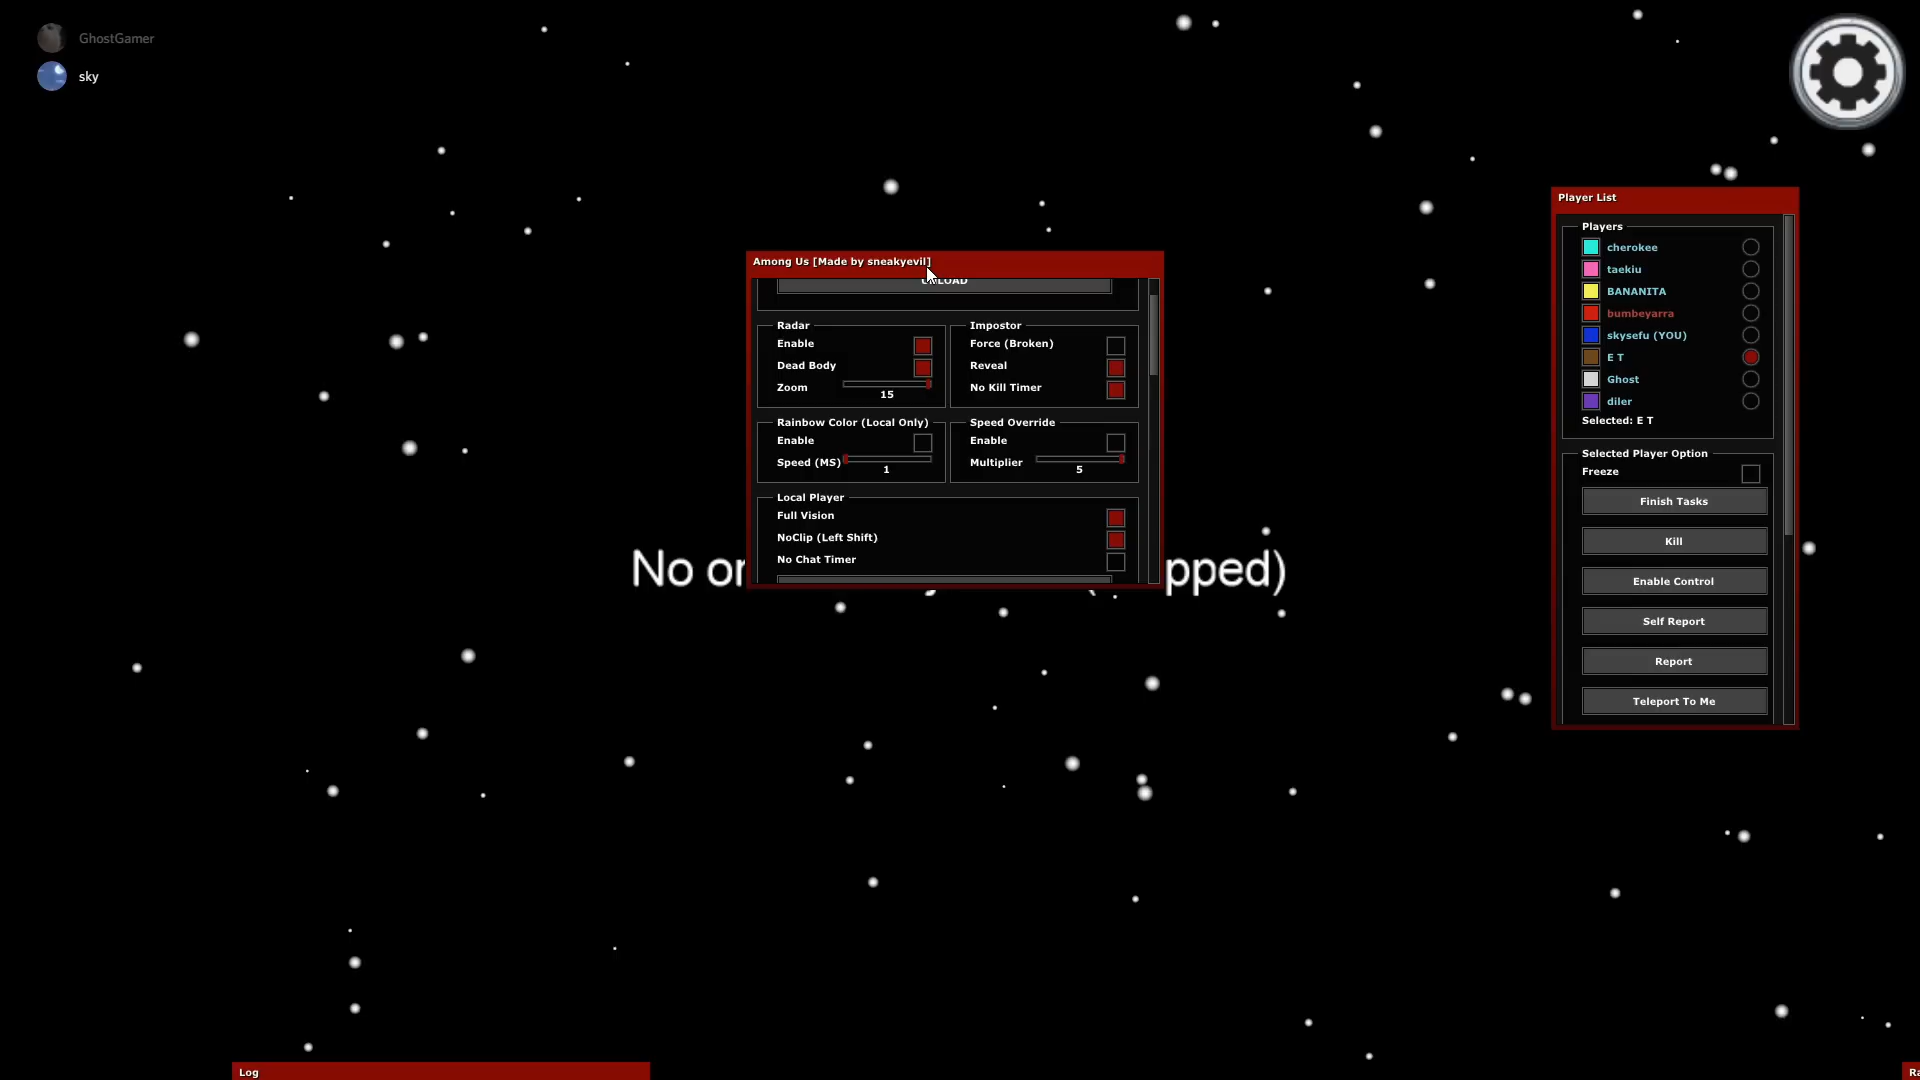 GhostGamer
sky
Among Us [Made by sneakyevil]
UNLOAD
Radar
Enable
Dead Body
Zoom
15
Impostor
Force (Broken)
Reveal
No Kill Timer
Rainbow Color (Local Only)
Enable
Speed (MS)
1
Speed Override
Enable
Multiplier
5
Local Player
Full Vision
NoClip (Left Shift)
No Chat Timer
No
pped)
Player List
Players
cherokee
taekiu
BANANITA
bumbeyarra
skysefu (YOU)
E T
Ghost
diler
Selected: E T
Selected Player Option
Freeze
Finish Tasks
Kill
Enable Control
Self Report
Report
Teleport To Me
Log